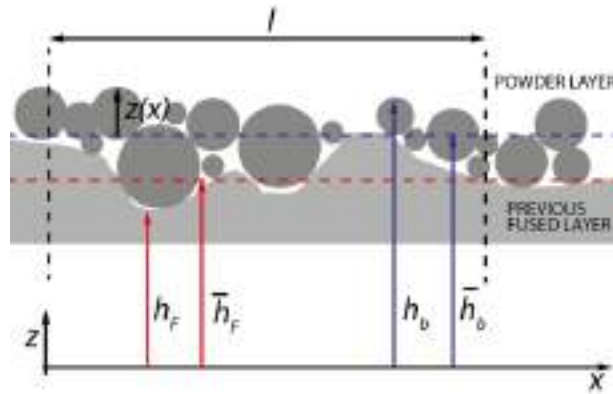 l
POWDER LAYER
z(x)
PREVIOUS
FUSED LAYER
h_F
h̅_F
h_b
h̅_b
z
x